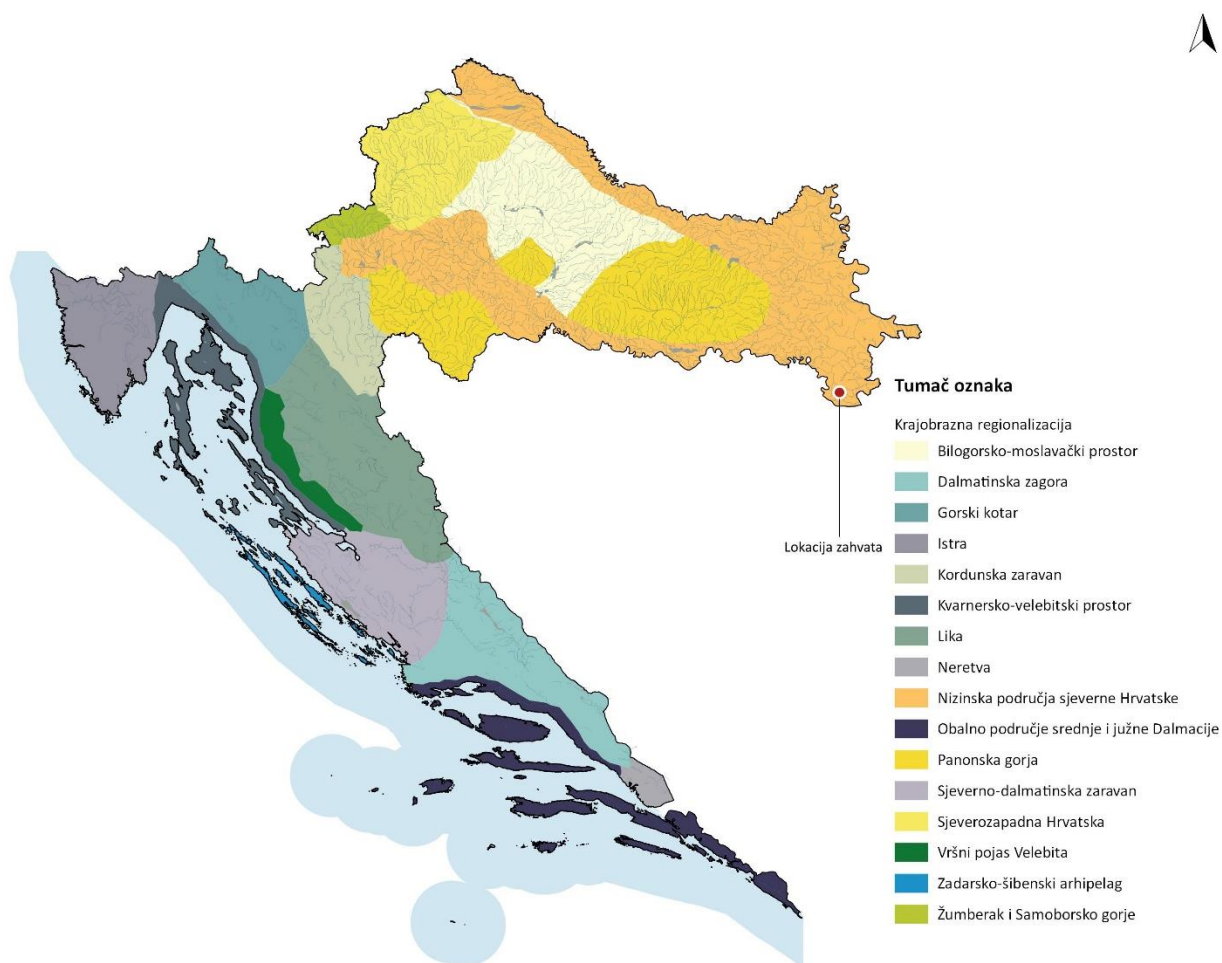 Tumač oznaka
Krajobrazna regionalizacija
Bilogorsko-moslavački prostor
Dalmatinska zagora
Gorski kotar
Istra
Kordunska zaravan
Kvarnersko-velebitski prostor
Lika
Neretva
Nizinska područja sjeverne Hrvatske
Obalno područje srednje i južne Dalmacije
Panonska gorja
Sjeverno-dalmatinska zaravan
Sjeverozapadna Hrvatska
Vršni pojas Velebita
Zadarsko-šibenski arhipelag
Žumberak i Samoborsko gorje
Lokacija zahvata